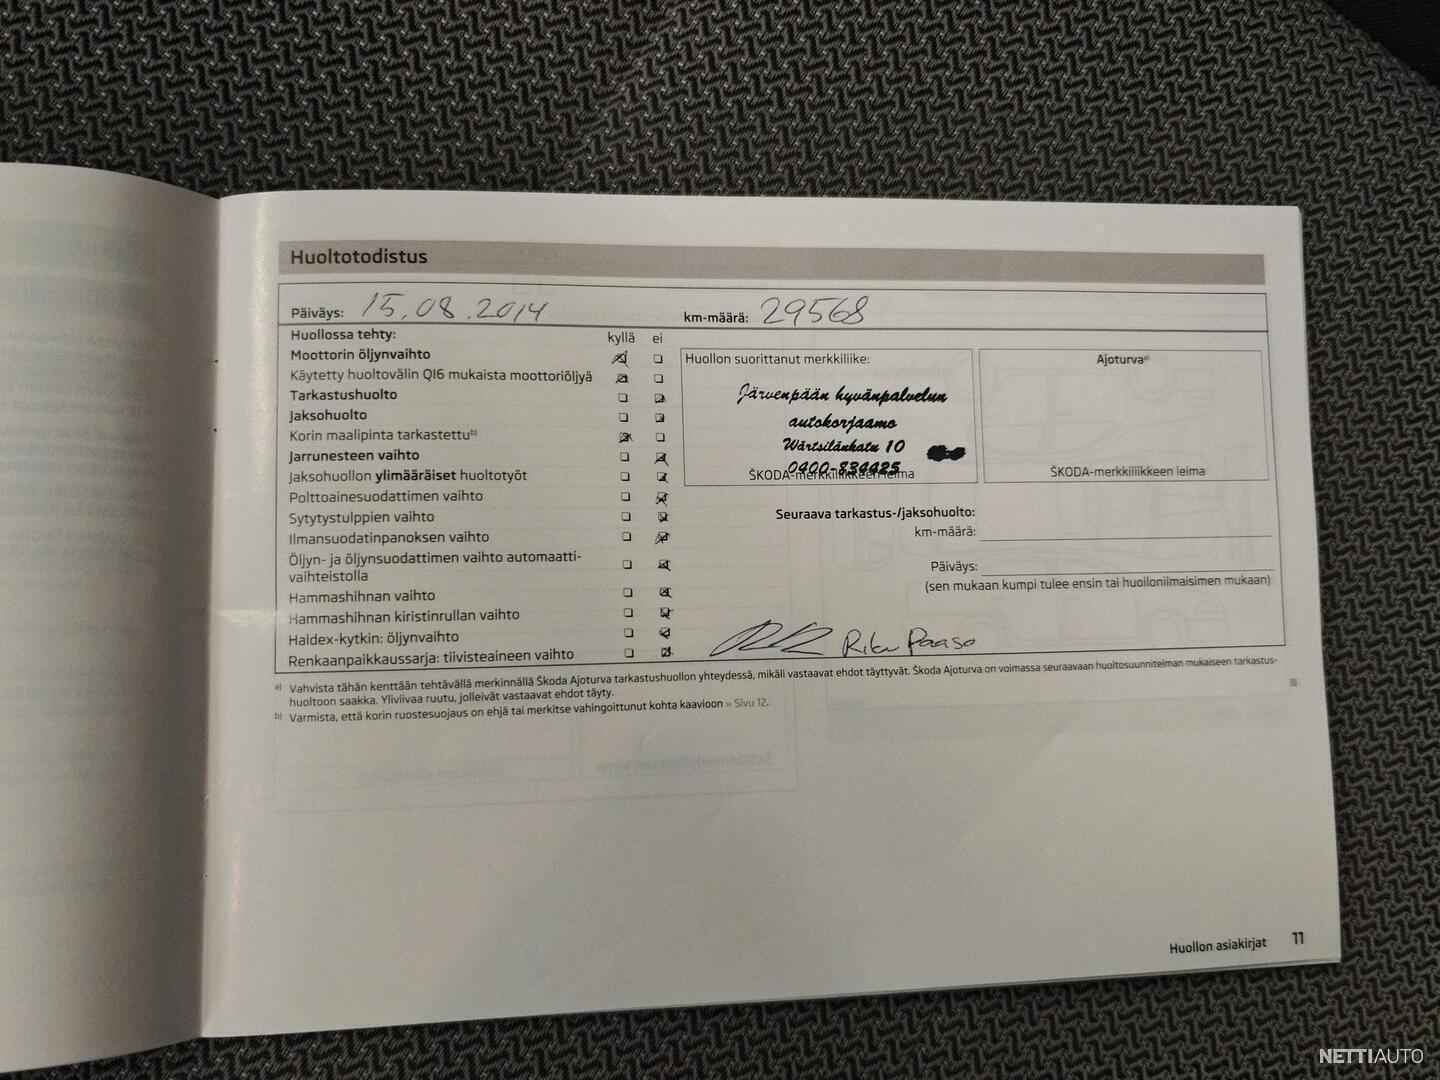 Huoltotodistus
Päiväys: 15.08.2014 km-määrä: 29568
Huollossa tehty: kyllä ei
Moottorin öljynvaihto
Käytetty huoltovälin QI6 mukaista moottoriöljyä
Tarkastushuolto
Jaksohuolto
Korin maalipinta tarkastettu b)
Jarrunesteen vaihto
Jaksohuollon ylimääräiset huoltotyöt
Polttoainesuodattimen vaihto
Sytytystulppien vaihto
Ilmansuodatinpanoksen vaihto
Öljyn- ja öljynsuodattimen vaihto automaatti-
vaihteistolla
Hammashihnan vaihto
Hammashihnan kiristinrullan vaihto
Haldex-kytkin: öljynvaihto
Renkaanpaikkaussarja: tiivisteaineen vaihto
Huollon suorittanut merkkiliike:
Järvenpään hyvänpalvelun
autokorjaamo
Wärtsilänkatu 10
0400-834425
ŠKODA-merkkiliikkeen leima
Ajoturva a)
ŠKODA-merkkiliikkeen leima
Seuraava tarkastus-/jaksohuolto:
km-määrä:
Päiväys:
(sen mukaan kumpi tulee ensin tai huollonilmaisimen mukaan)
Riku Paaso
a) Vahvista tähän kenttään tehtävällä merkinnällä Škoda Ajoturva tarkastushuollon yhteydessä, mikäli vastaavat ehdot täyttyvät. Škoda Ajoturva on voimassa seuraavaan huoltosuunnitelman mukaiseen tarkastus-
huoltoon saakka. Yliviivaa ruutu, jolleivät vastaavat ehdot täyty.
b) Varmista, että korin ruostesuojaus on ehjä tai merkitse vahingoittunut kohta kaavioon » Sivu 12.
Huollon asiakirjat 11
NETTIAUTO